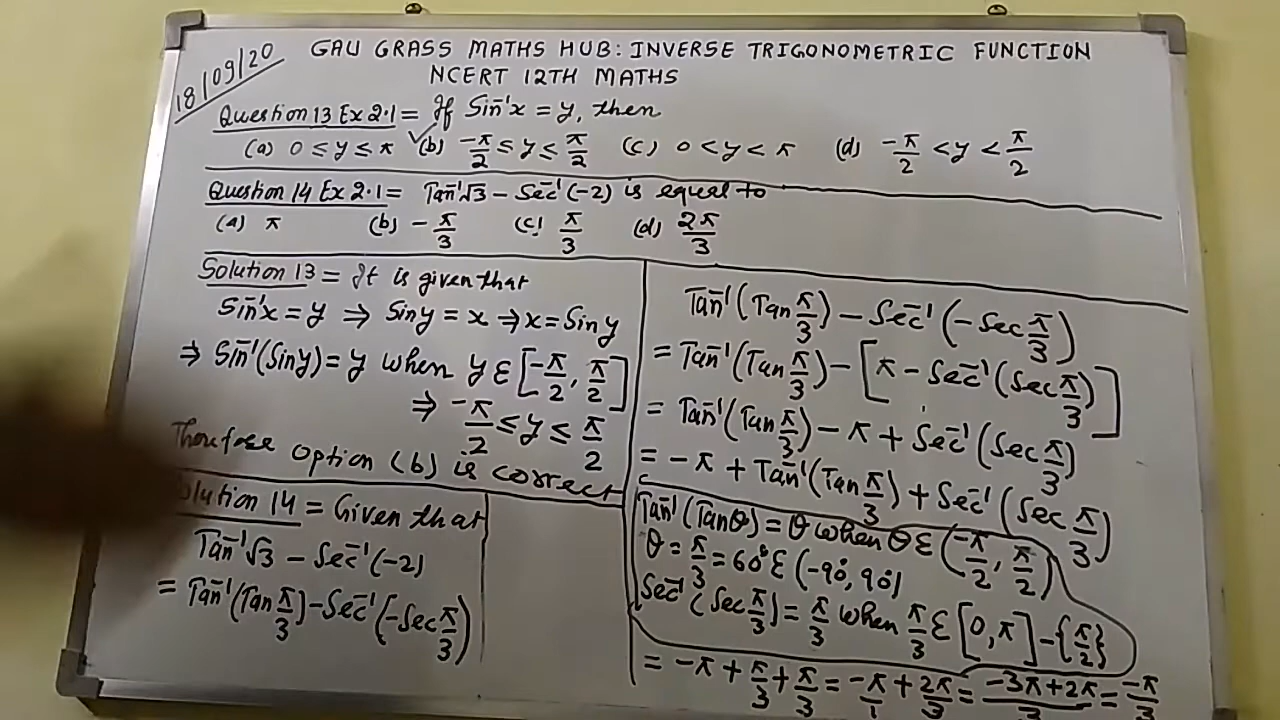 18/09/20
GAU GRASS MATHS HUB: INVERSE TRIGONOMETRIC FUNCTION
NCERT 12TH MATHS
Question 13 Ex 2.1 = If Sin⁻¹x = y, then
(a) 0 ≤ y ≤ π ✓(b) -π/2 ≤ y ≤ π/2 (c) 0 < y < π (d) -π/2 < y < π/2
Question 14 Ex 2.1 = Tan⁻¹√3 - Sec⁻¹(-2) is equal to
(a) π (b) -π/3 (c) π/3 (d) 2π/3
Solution 13 = It is given that
Sin⁻¹x = y ⇒ Sin y = x ⇒ x = Sin y
⇒ Sin⁻¹(Sin y) = y when y ∈ [-π/2, π/2]
⇒ -π/2 ≤ y ≤ π/2
Therefore option (b) is correct
olution 14 = Given that
Tan⁻¹√3 - Sec⁻¹(-2)
= Tan⁻¹(Tan π/3) - Sec⁻¹(-Sec π/3)
Tan⁻¹(Tan π/3) - Sec⁻¹(-Sec π/3)
= Tan⁻¹(Tan π/3) - [π - Sec⁻¹(Sec π/3)]
= Tan⁻¹(Tan π/3) - π + Sec⁻¹(Sec π/3)
= -π + Tan⁻¹(Tan π/3) + Sec⁻¹(Sec π/3)
Tan⁻¹(Tan θ) = θ when θ ∈ (-π/2, π/2)
θ = π/3 = 60° ∈ (-90°, 90°)
Sec⁻¹(Sec π/3) = π/3 when π/3 ∈ [0, π] - {π/2}
= -π + π/3 + π/3 = -π/1 + 2π/3 = -3π+2π/3 = -π/3